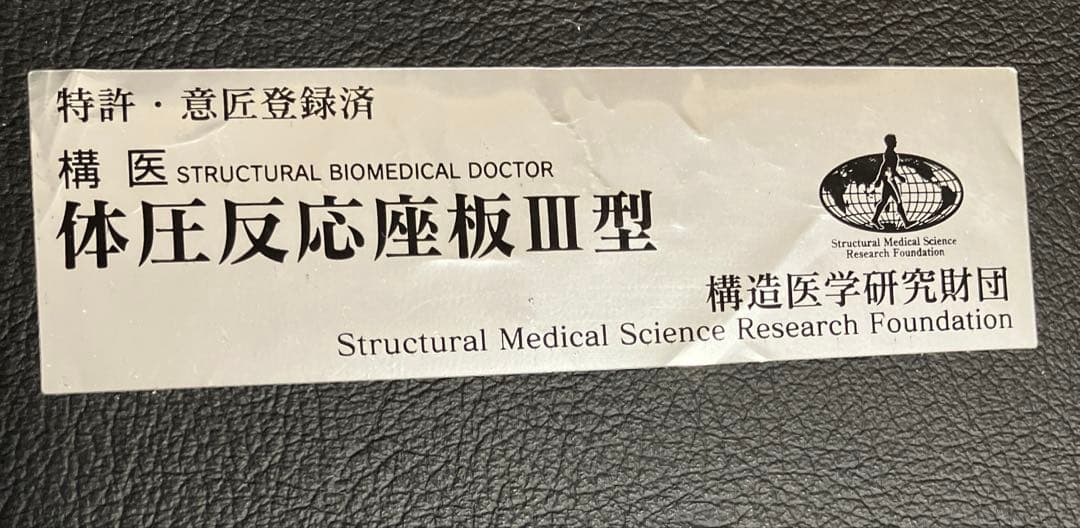 特許・意匠登録済
構 医 STRUCTURAL BIOMEDICAL DOCTOR
体圧反応座板Ⅲ型
Structural Medical Science
Research Foundation
構造医学研究財団
Structural Medical Science Research Foundation